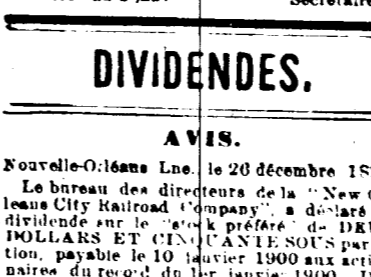 DIVIDENDES.
AVIS.
Nouvelle-Orléans Lne., le 26 décembre 18
Le bureau des directeurs de la "New
leans City Railroad Company", a déclaré
dividende sur le "stock préféré" de
DOLLARS ET CINQUANTE SOUS par
tion, payable le 10 janvier 1900 aux acti
naires du record du 1er janvier 1900.